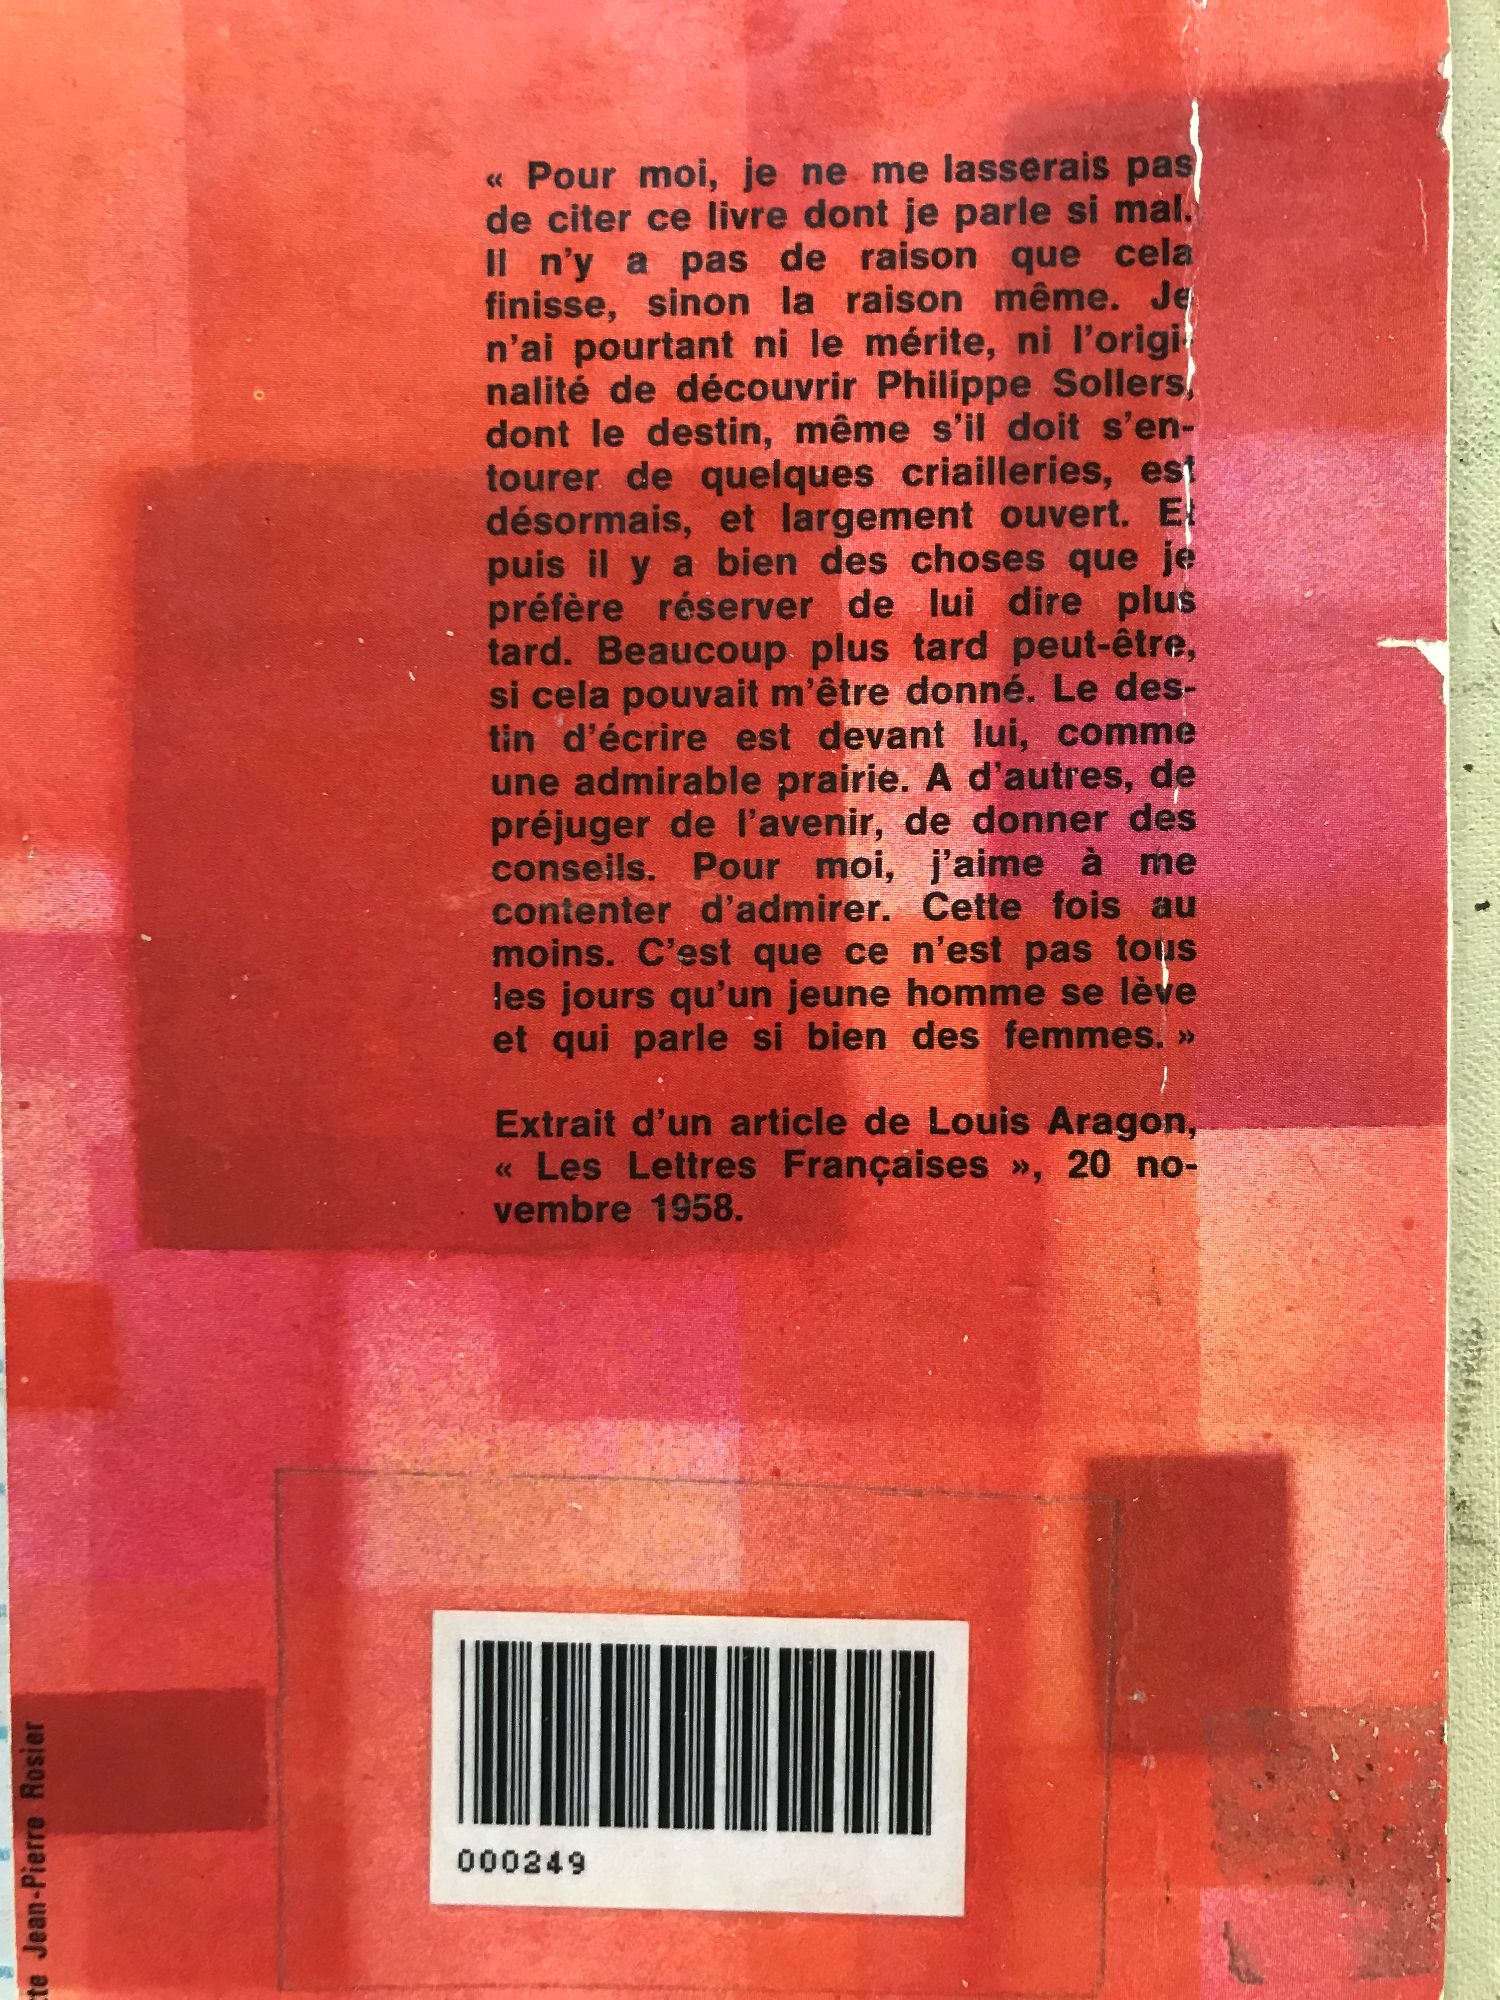 « Pour moi, je ne me lasserais pas
de citer ce livre dont je parle si mal.
Il n'y a pas de raison que cela
finisse, sinon la raison même. Je
n'ai pourtant ni le mérite, ni l'origi-
nalité de découvrir Philippe Sollers,
dont le destin, même s'il doit s'en-
tourer de quelques criailleries, est
désormais, et largement ouvert. Et
puis il y a bien des choses que je
préfère réserver de lui dire plus
tard. Beaucoup plus tard peut-être,
si cela pouvait m'être donné. Le des-
tin d'écrire est devant lui, comme
une admirable prairie. A d'autres, de
préjuger de l'avenir, de donner des
conseils. Pour moi, j'aime à me
contenter d'admirer. Cette fois au
moins. C'est que ce n'est pas tous
les jours qu'un jeune homme se lève
et qui parle si bien des femmes. »
Extrait d'un article de Louis Aragon,
« Les Lettres Françaises », 20 no-
vembre 1958.
000249
Jean-Pierre Rosier